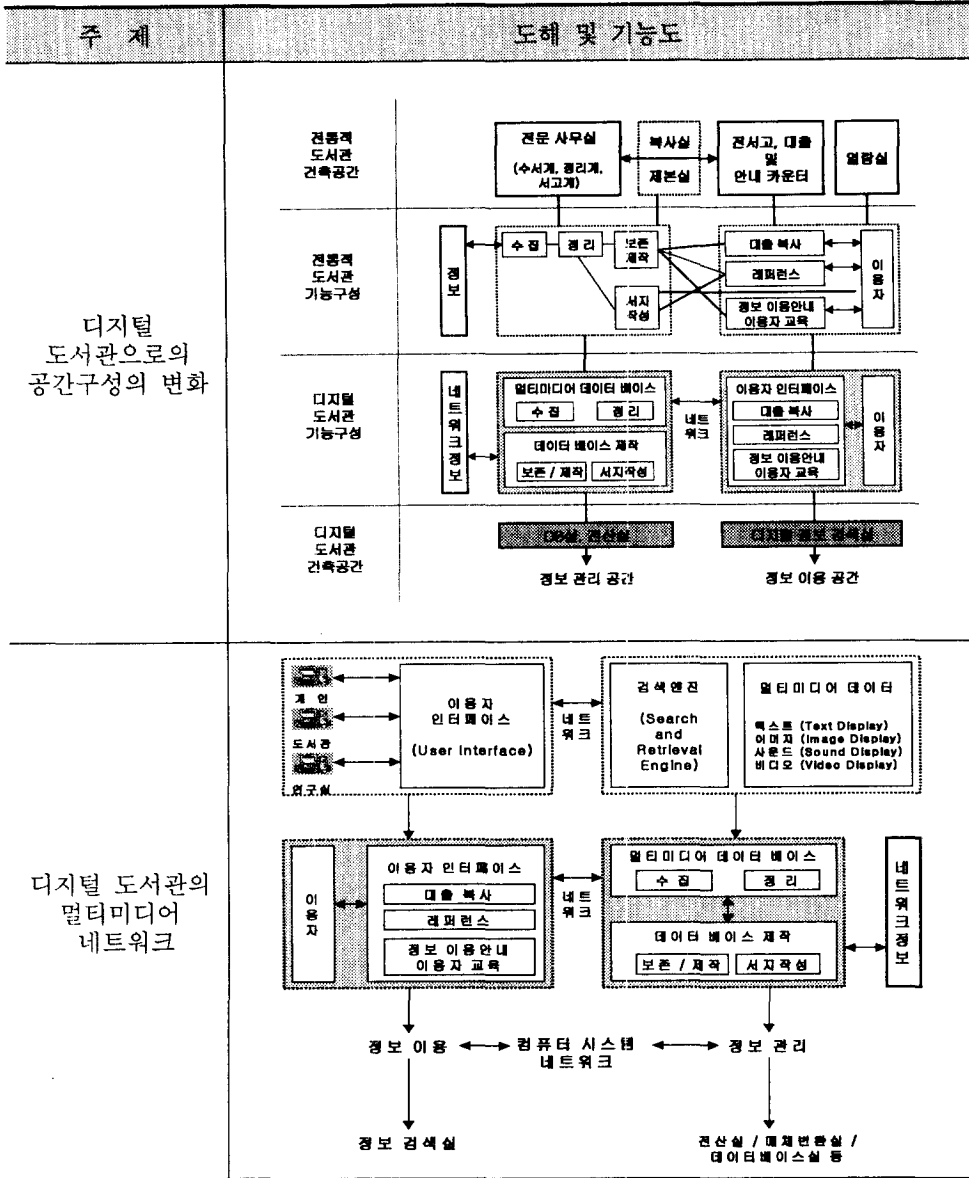 주 제
도해 및 기능도
디지털
도서관으로의
공간구성의 변화
전통적
도서관
건축공간
전문 사무실
(수서계, 정리계,
서고계)
복사실
제본실
전서고, 대출
및
안내 카운터
열람실
전통적
도서관
기능구성
정보
수 집
정 리
보존
제작
서지
작성
대출 복사
레퍼런스
정보 이용안내
이용자 교육
이용자
디지털
도서관
기능구성
네트워크정보
멀티미디어 데이터 베이스
수 집
정 리
데이터 베이스 제작
보존 / 제작
서지작성
네트
워크
이용자 인터페이스
대출 복사
레퍼런스
정보 이용안내
이용자 교육
이용자
디지털
도서관
건축공간
DB실, 전산실
디지털 정보 검색실
정보 관리 공간
정보 이용 공간
디지털 도서관의
멀티미디어
네트워크
개 인
도서관
연구실
이용자
인터페이스
(User Interface)
네트
워크
검색엔진
(Search
and
Retrieval
Engine)
멀티미디어 데이터
텍스트 (Text Display)
이미지 (Image Display)
사운드 (Sound Display)
비디오 (Video Display)
이용자
이용자 인터페이스
대출 복사
레퍼런스
정보 이용안내
이용자 교육
네트
워크
멀티미디어 데이터 베이스
수 집
정 리
데이터 베이스 제작
보존 / 제작
서지작성
네트워크정보
정보 이용
컴퓨터 시스템
네트워크
정보 관리
정보 검색실
전산실 / 매체변환실 /
데이터베이스실 등